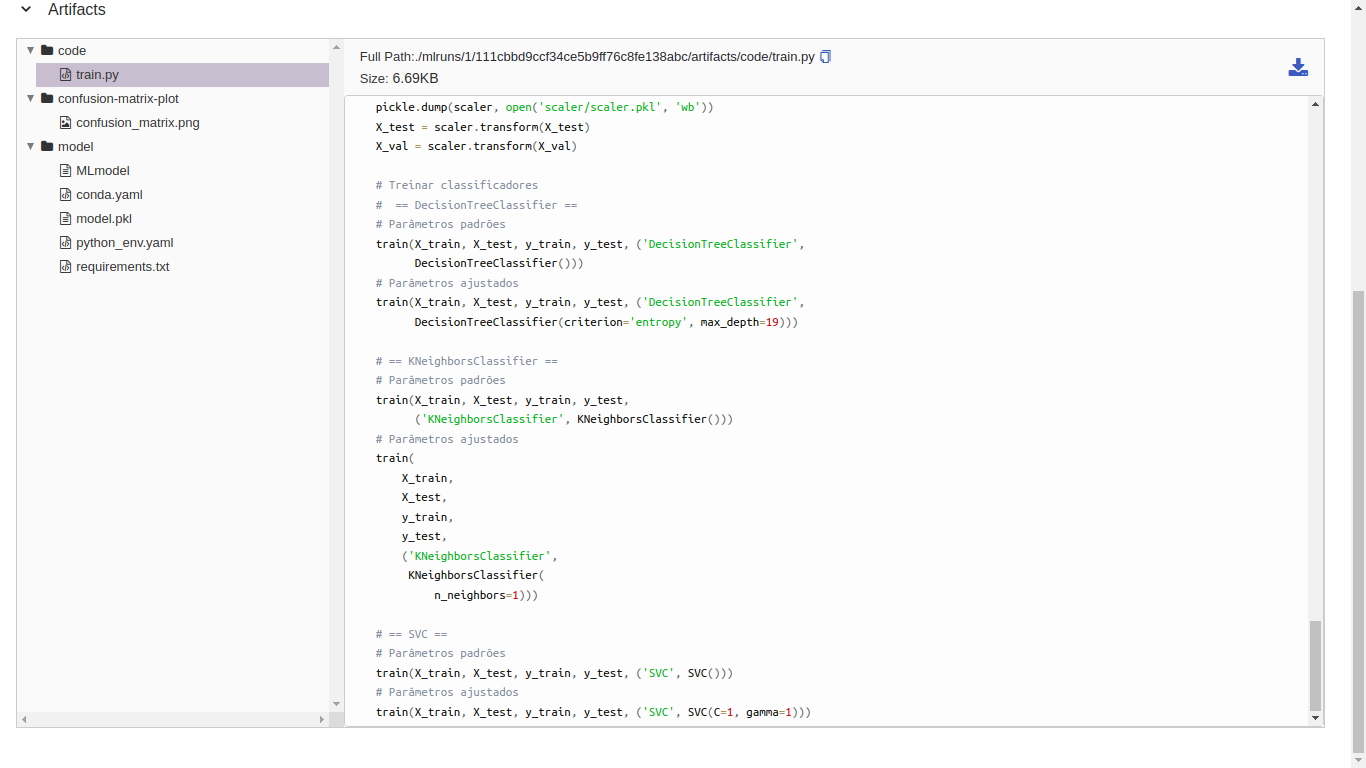 Artifacts
code
train.py
confusion-matrix-plot
confusion_matrix.png
model
MLmodel
conda.yaml
model.pkl
python_env.yaml
requirements.txt
Full Path:./mlruns/1/111cbbd9ccf34ce5b9ff76c8fe138abc/artifacts/code/train.py
Size: 6.69KB
pickle.dump(scaler, open('scaler/scaler.pkl', 'wb'))
X_test = scaler.transform(X_test)
X_val = scaler.transform(X_val)
# Treinar classificadores
#  == DecisionTreeClassifier ==
# Parâmetros padrões
train(X_train, X_test, y_train, y_test, ('DecisionTreeClassifier',
      DecisionTreeClassifier()))
# Parâmetros ajustados
train(X_train, X_test, y_train, y_test, ('DecisionTreeClassifier',
      DecisionTreeClassifier(criterion='entropy', max_depth=19)))
# == KNeighborsClassifier ==
# Parâmetros padrões
train(X_train, X_test, y_train, y_test,
      ('KNeighborsClassifier', KNeighborsClassifier()))
# Parâmetros ajustados
train(
    X_train,
    X_test,
    y_train,
    y_test,
    ('KNeighborsClassifier',
     KNeighborsClassifier(
         n_neighbors=1)))
# == SVC ==
# Parâmetros padrões
train(X_train, X_test, y_train, y_test, ('SVC', SVC()))
# Parâmetros ajustados
train(X_train, X_test, y_train, y_test, ('SVC', SVC(C=1, gamma=1)))